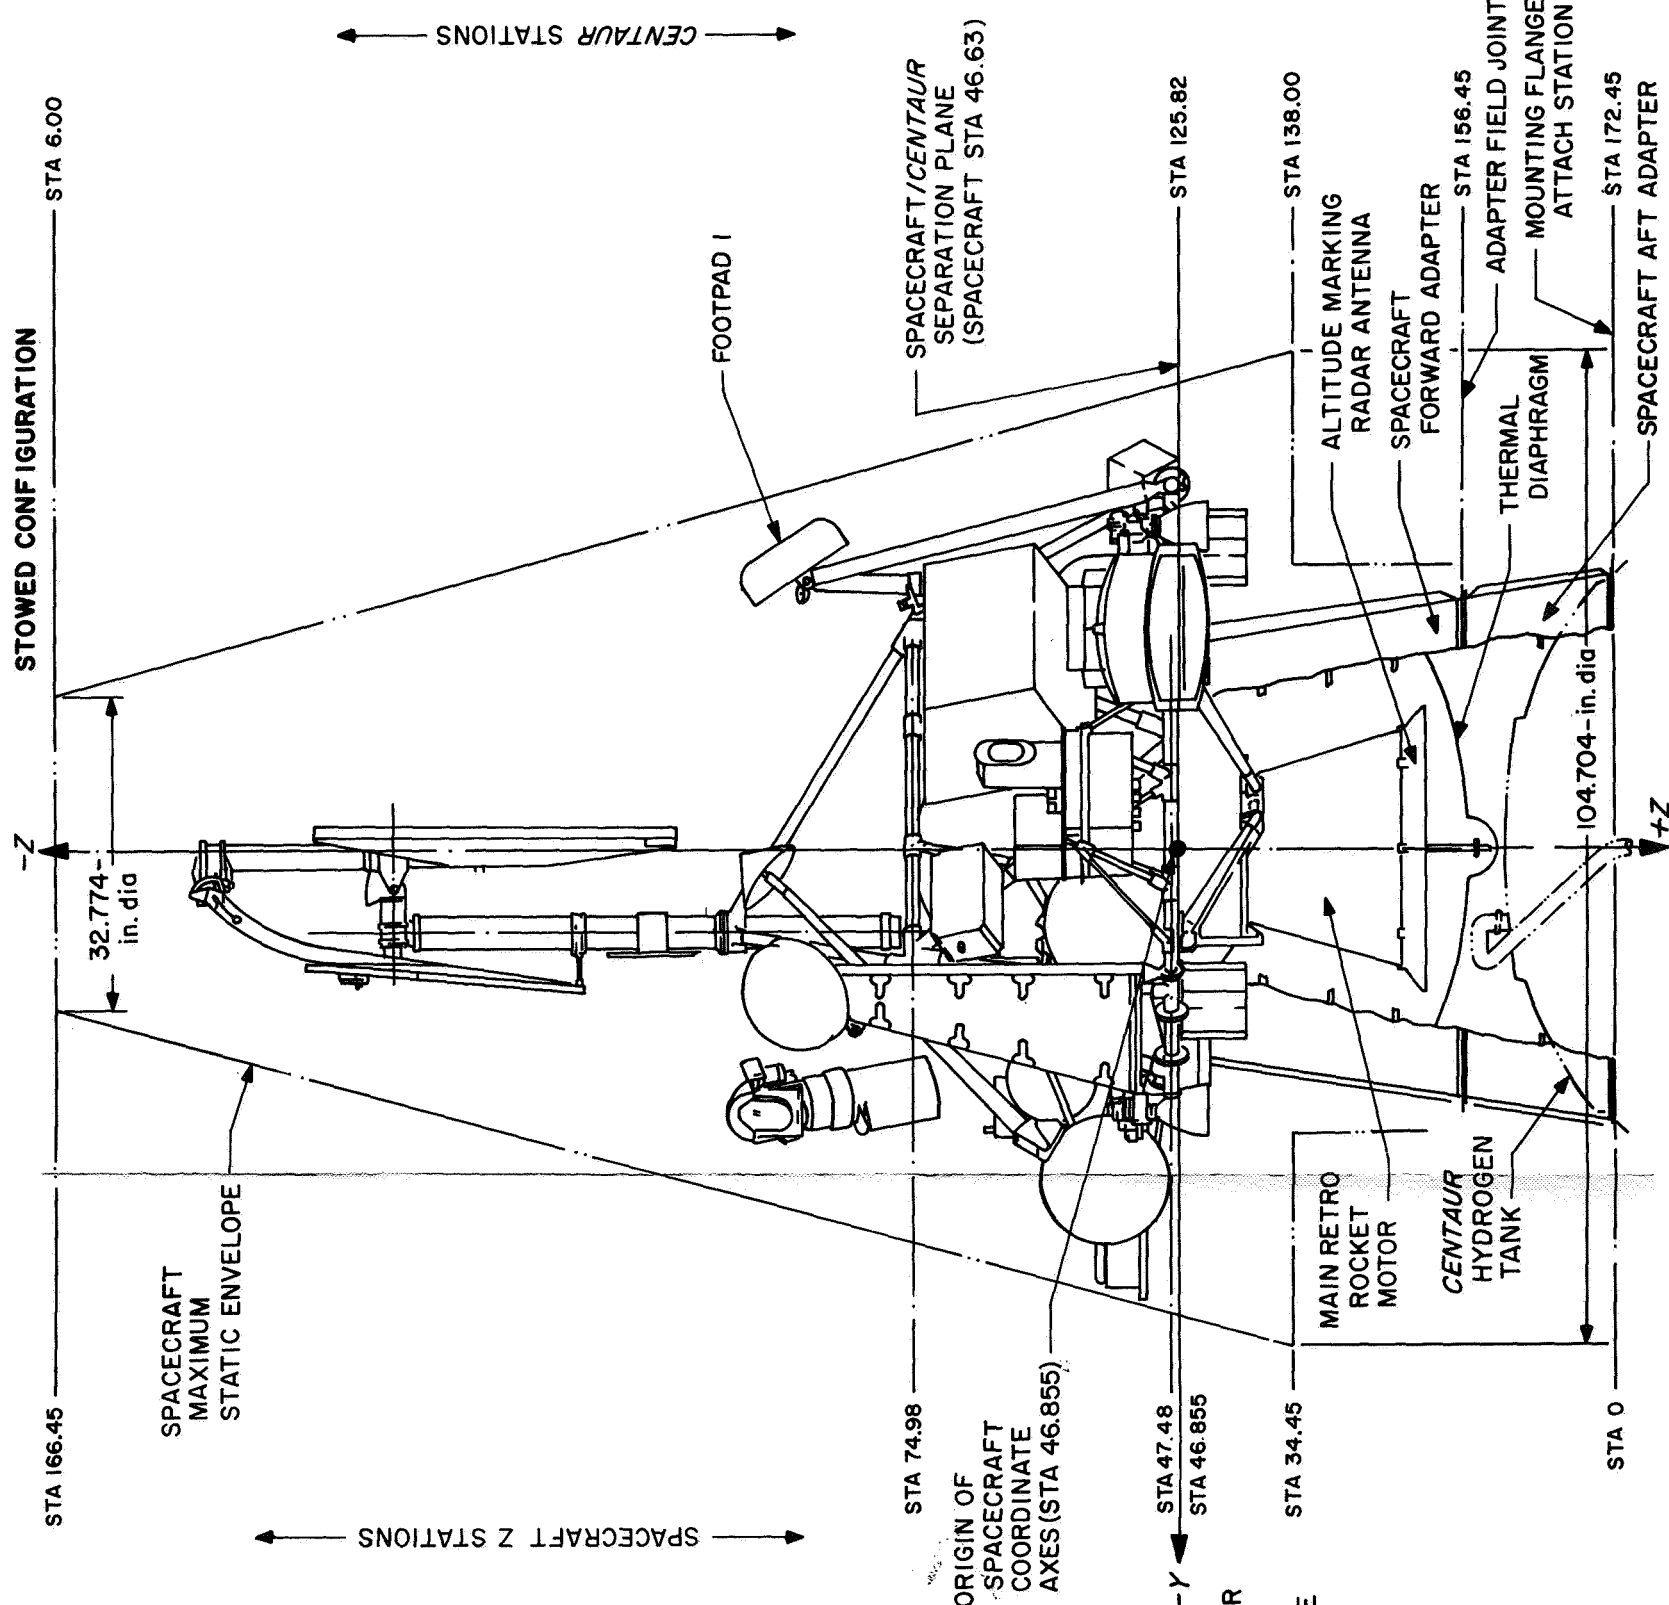 STOWED CONFIGURATION
-Z
STA 6.00
STA 166.45
CENTAUR STATIONS
SPACECRAFT Z STATIONS
32.774-
in. dia
SPACECRAFT
MAXIMUM
STATIC ENVELOPE
FOOTPAD 1
SPACECRAFT/CENTAUR
SEPARATION PLANE
(SPACECRAFT STA 46.63)
STA 74.98
STA 125.82
ORIGIN OF
SPACECRAFT
COORDINATE
AXES (STA 46.855)
STA 47.48
STA 46.855
-Y
STA 138.00
STA 34.45
ALTITUDE MARKING
RADAR ANTENNA
SPACECRAFT
FORWARD ADAPTER
STA 156.45
ADAPTER FIELD JOINT
THERMAL
DIAPHRAGM
MOUNTING FLANGE
ATTACH STATION
MAIN RETRO
ROCKET
MOTOR
CENTAUR
HYDROGEN
TANK
104.704-in. dia
STA 172.45
STA 0
SPACECRAFT AFT ADAPTER
+Z
R
E